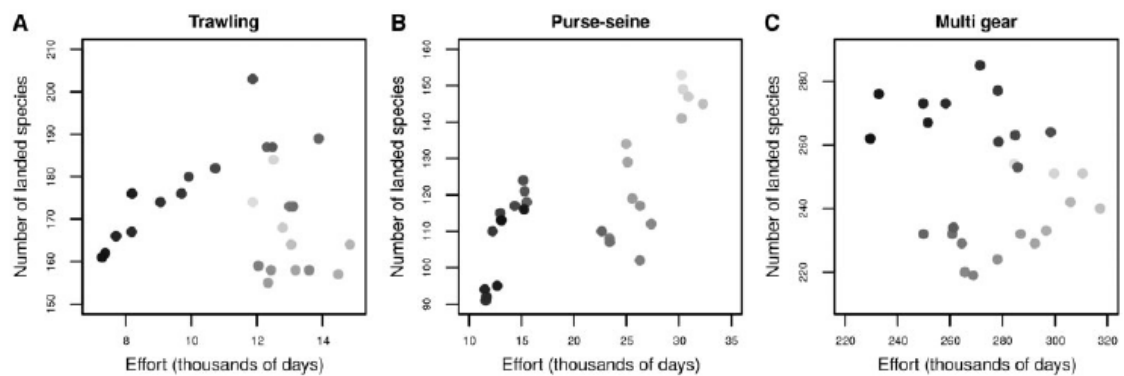 A Trawling
Number of landed species
210
200
190
180
170
160
150
8 10 12 14
Effort (thousands of days)
B Purse-seine
Number of landed species
160
150
140
130
120
110
100
90
10 15 20 25 30 35
Effort (thousands of days)
C Multi gear
Number of landed species
280
260
240
220
220 240 260 280 300 320
Effort (thousands of days)